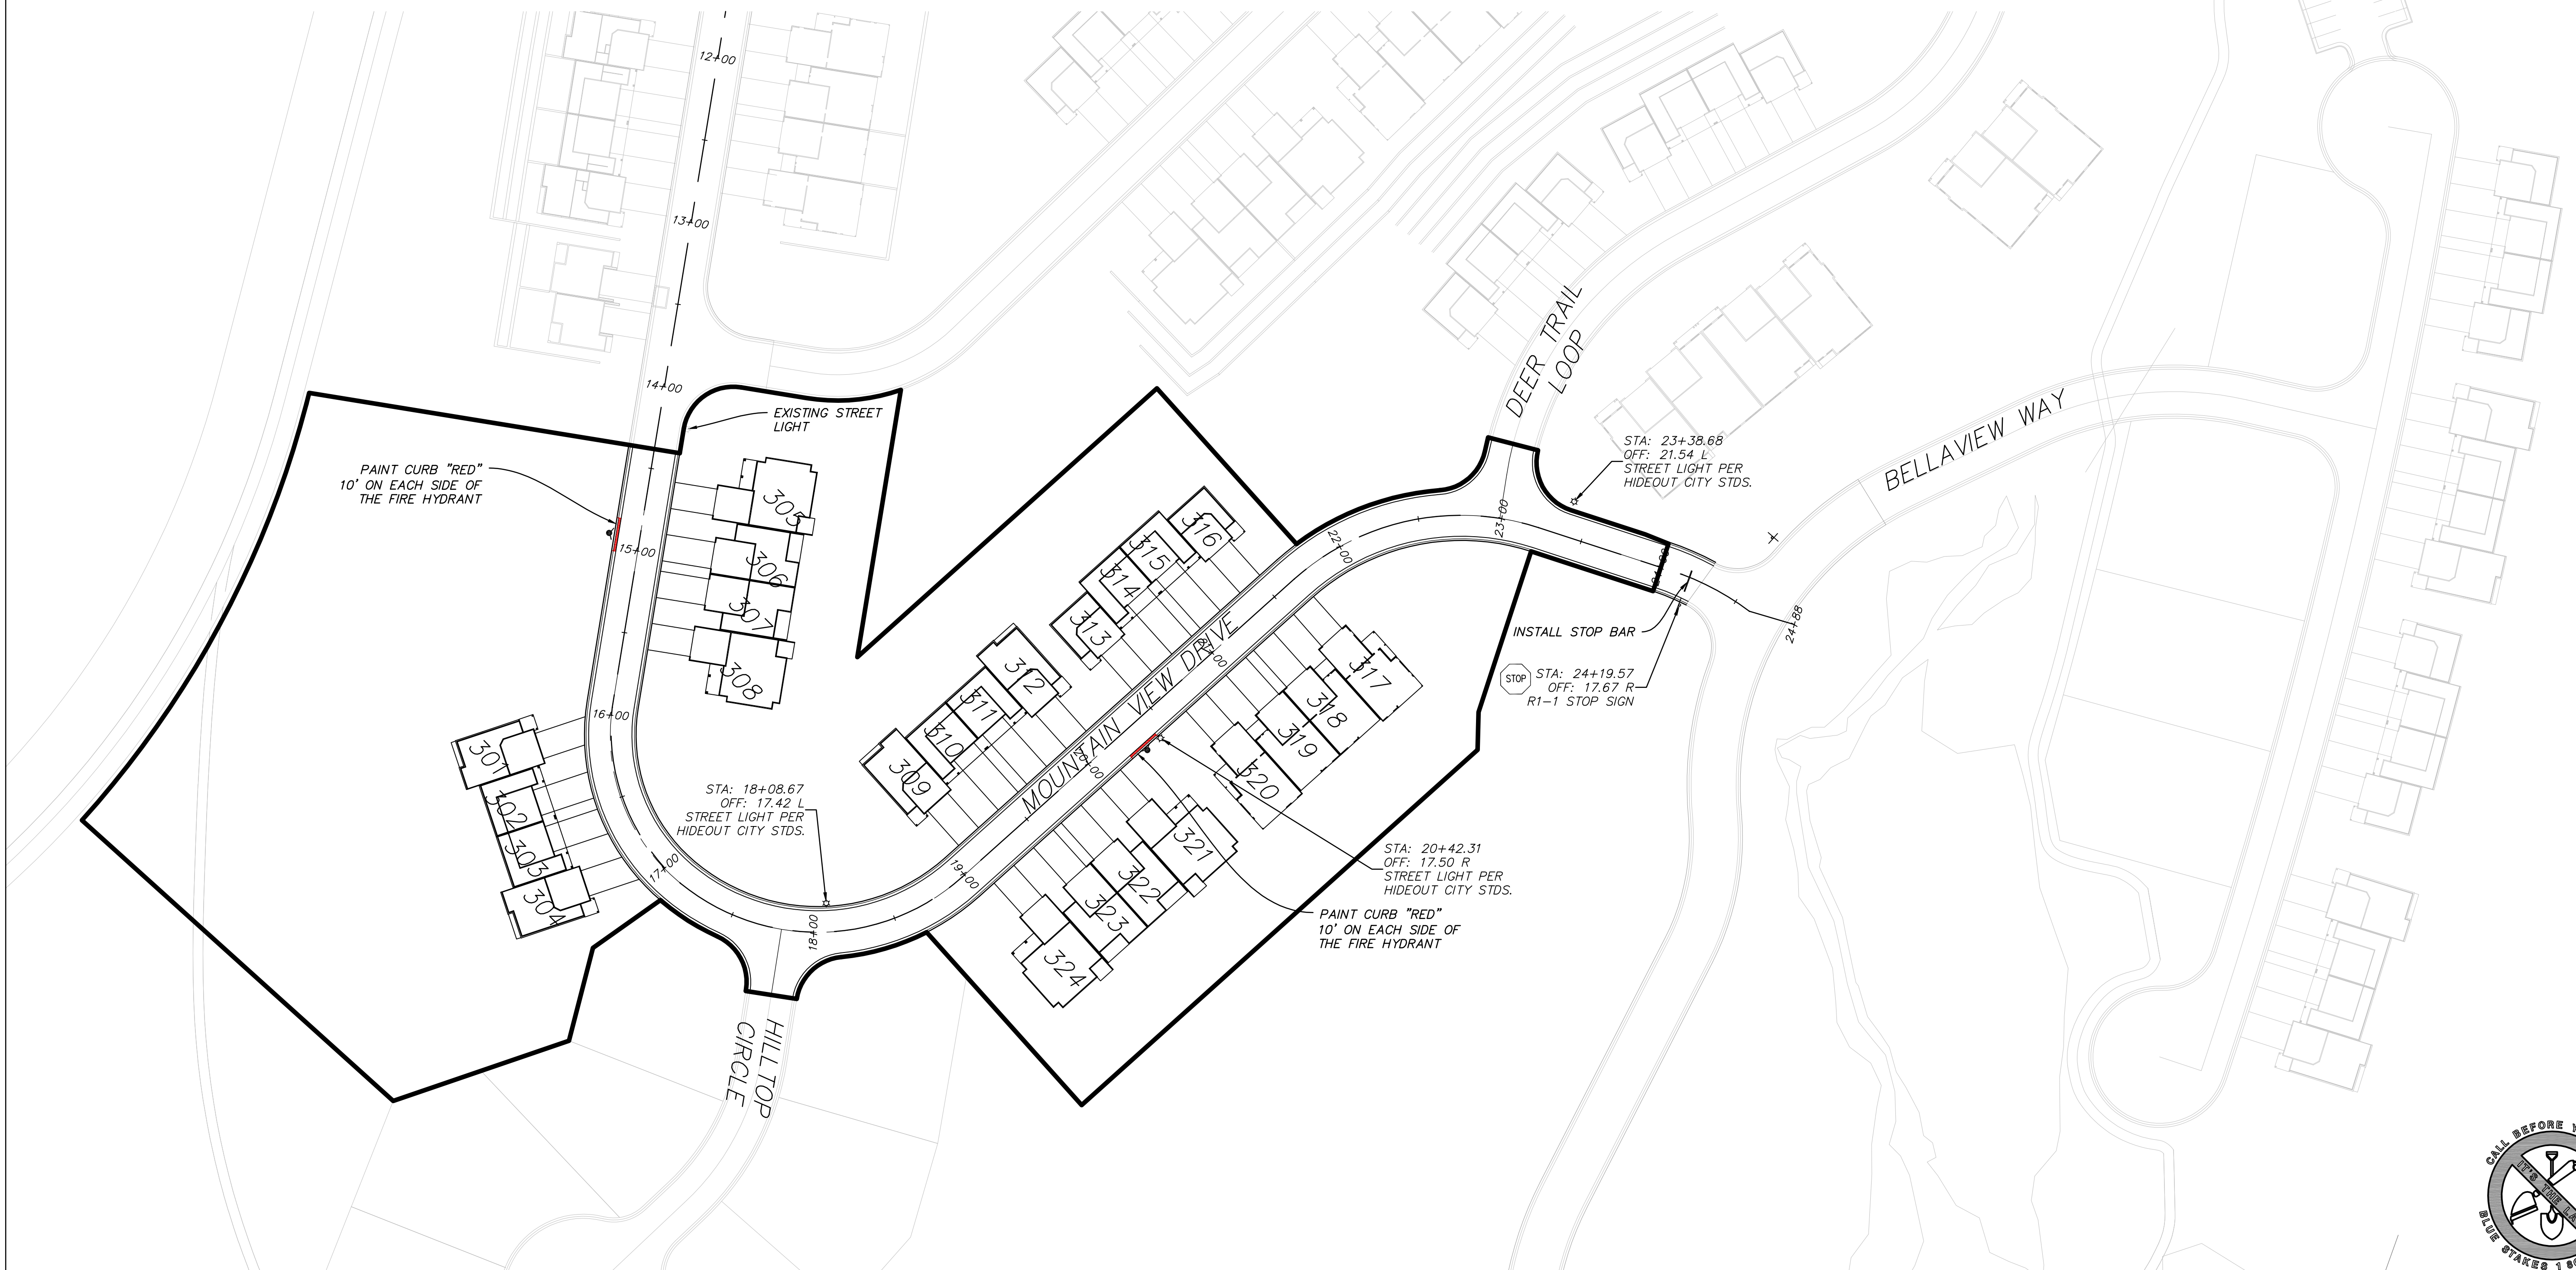 12+00
13+00
14+00
EXISTING STREET
LIGHT
PAINT CURB "RED"
10' ON EACH SIDE OF
THE FIRE HYDRANT
15+00
305
306
307
308
16+00
301
302
303
304
17+00
STA: 18+08.67
OFF: 17.42 L
STREET LIGHT PER
HIDEOUT CITY STDS.
18+00
HILLTOP
CIRCLE
19+00
309
310
311
312
313
314
315
316
MOUNTAIN VIEW DRIVE
20+00
22+00
23+00
DEER TRAIL
LOOP
STA: 23+38.68
OFF: 21.54 L
STREET LIGHT PER
HIDEOUT CITY STDS.
BELLAVIEW WAY
24+88
INSTALL STOP BAR
STOP
STA: 24+19.57
OFF: 17.67 R
R1-1 STOP SIGN
317
318
319
320
321
322
323
324
STA: 20+42.31
OFF: 17.50 R
STREET LIGHT PER
HIDEOUT CITY STDS.
PAINT CURB "RED"
10' ON EACH SIDE OF
THE FIRE HYDRANT
CALL BEFORE
IT'S THE
BLUE STAKES